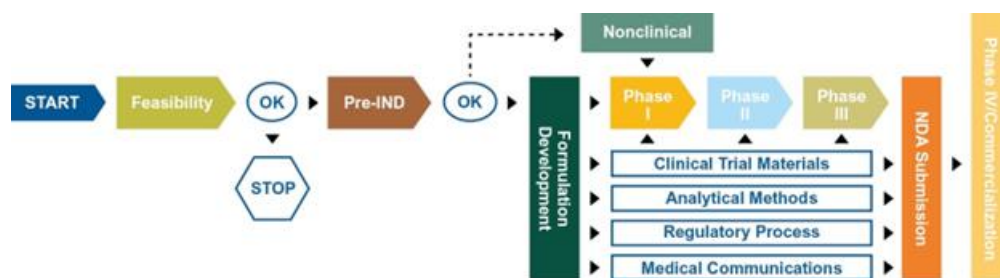 Nonclinical
START
Feasibility
OK
Pre-IND
OK
STOP
Formulation
Development
Phase
I
Phase
II
Phase
III
Clinical Trial Materials
Analytical Methods
Regulatory Process
Medical Communications
NDA Submission
Phase IV/Commercialization